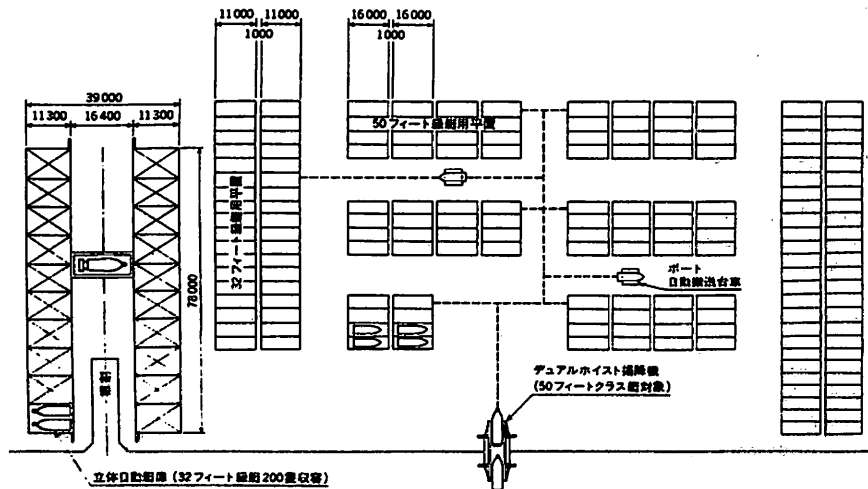 11000 11000
1000
16000 16000
1000
39000
11300 16400 11300
50フィート級艇用平置
32フィート級艇用平置
78000
ボート
自動搬送台車
デュアルホイスト揚降機
(50フィートクラス艇対象)
立体自動艇庫(32フィート級艇200隻収容)